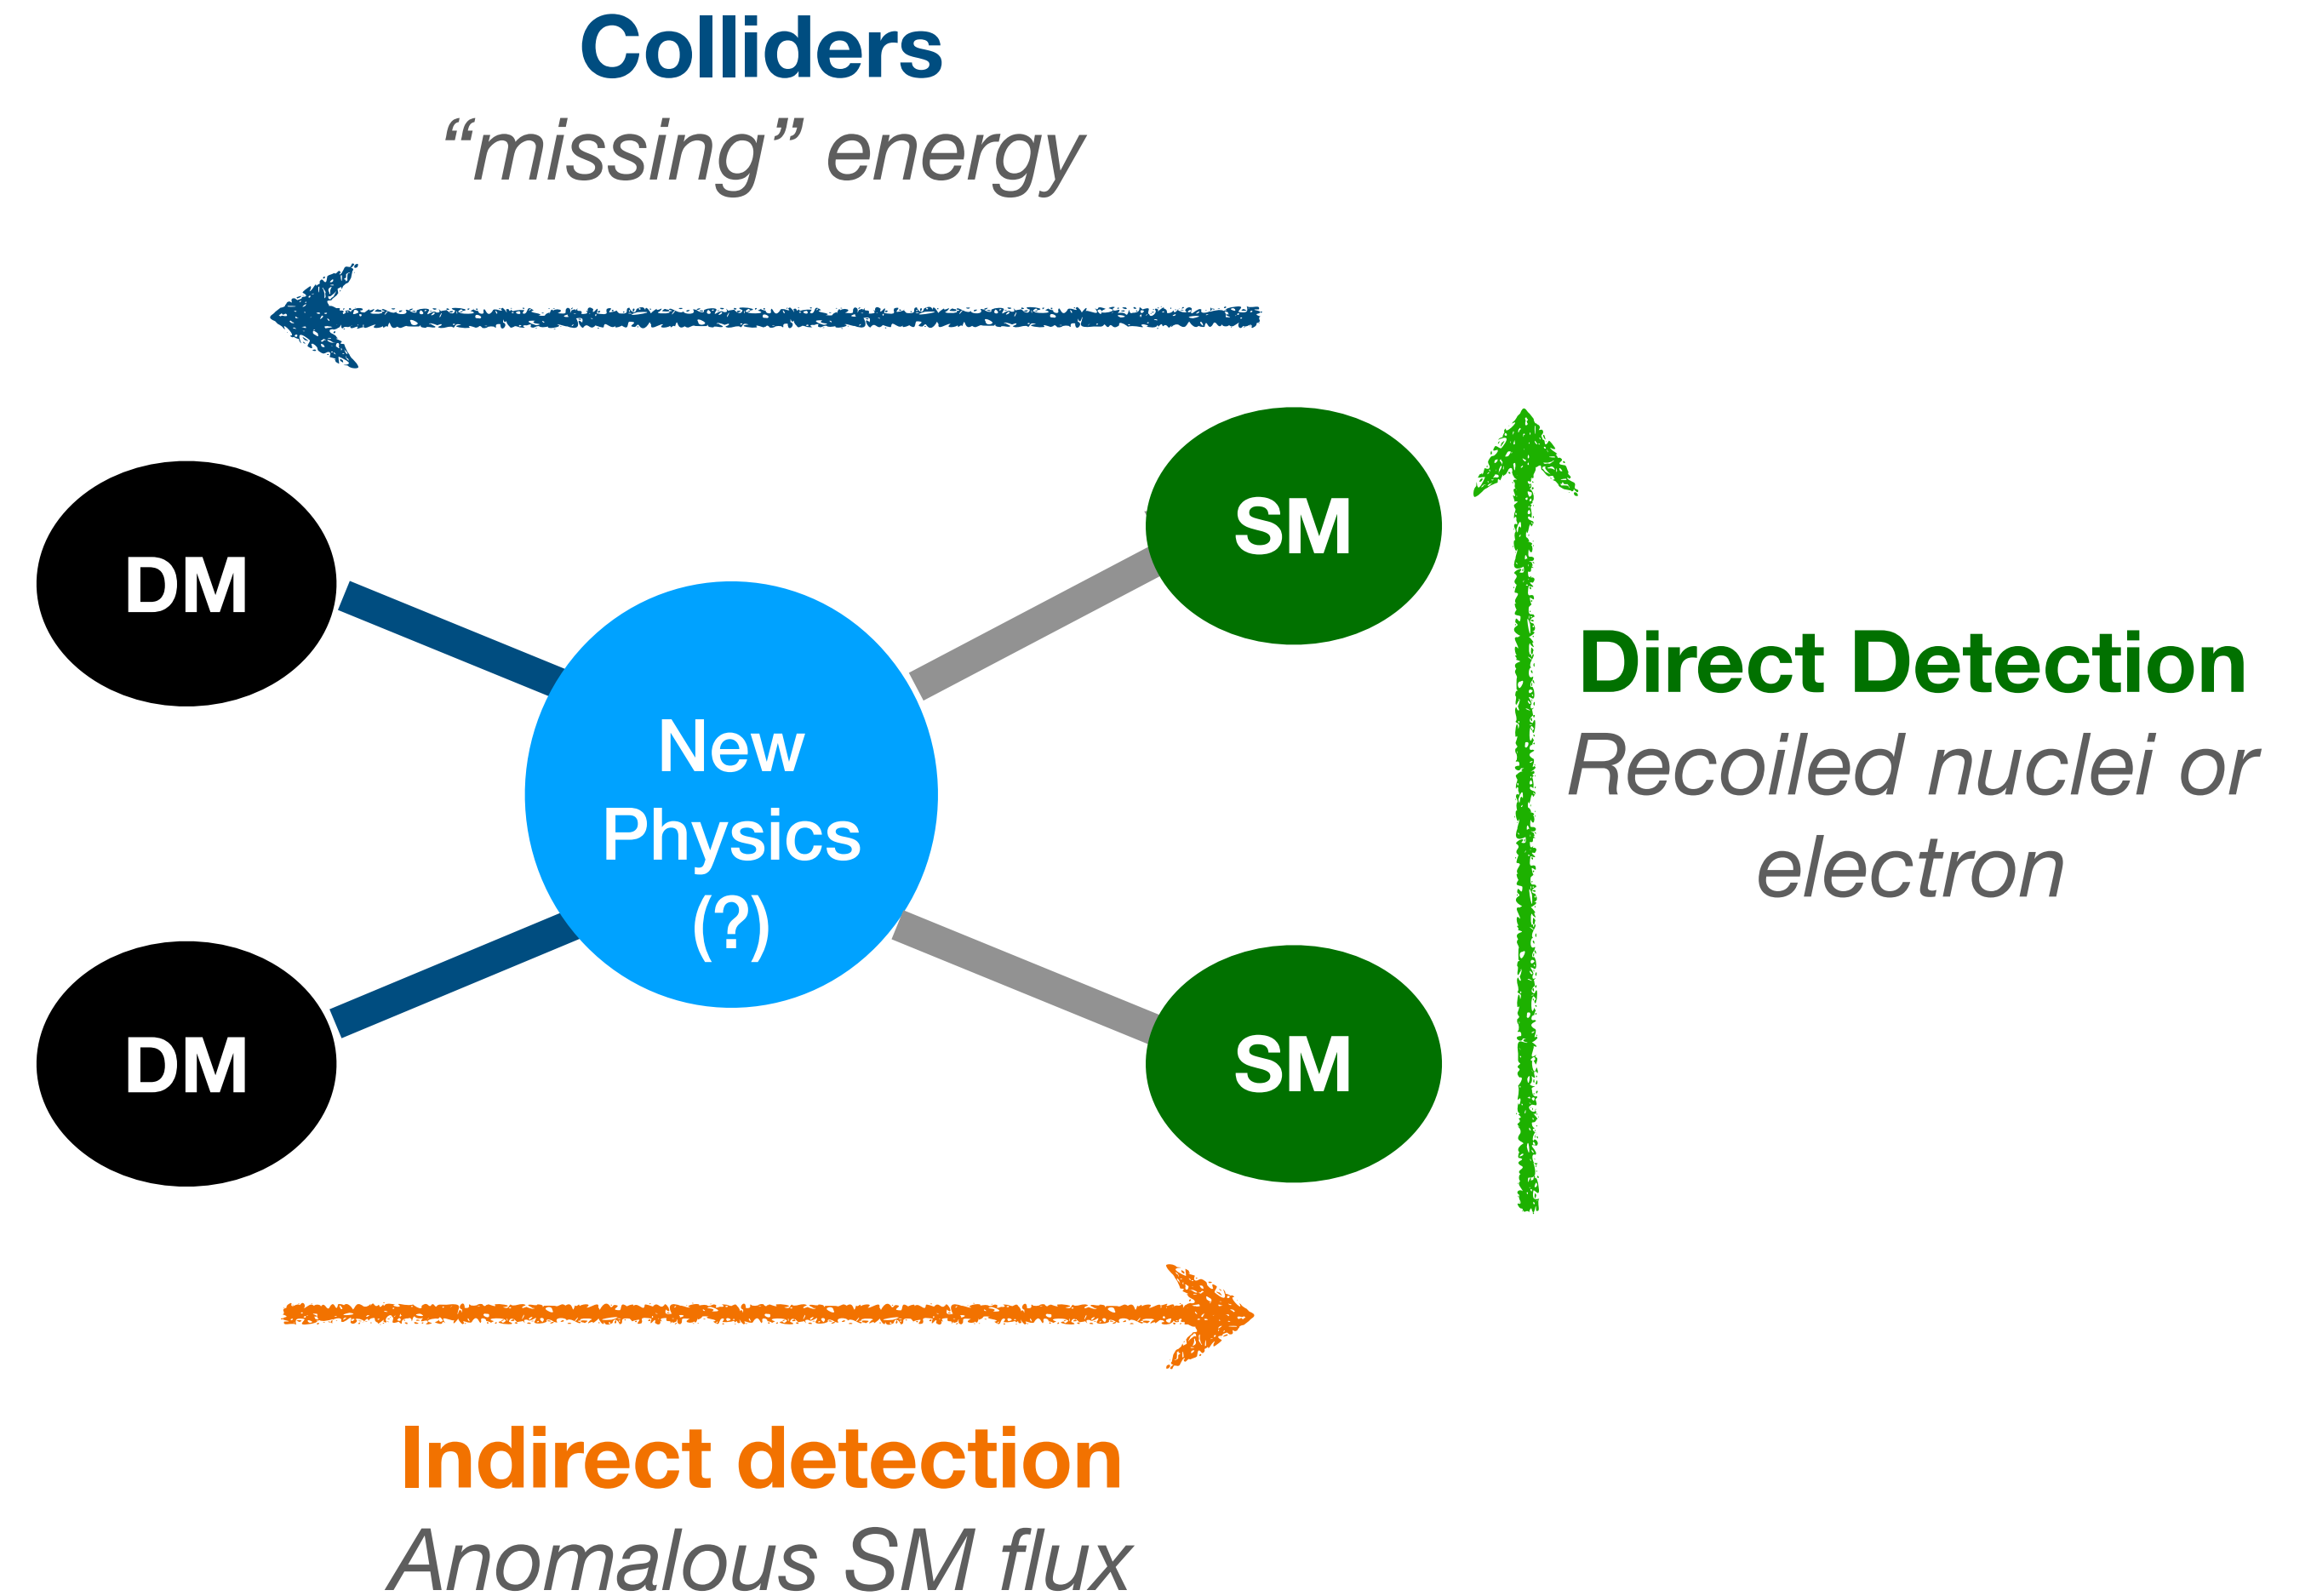 Colliders
“missing” energy
DM
SM
New
Physics
(?)
Direct Detection
Recoiled nuclei or
electron
DM
SM
Indirect detection
Anomalous SM flux